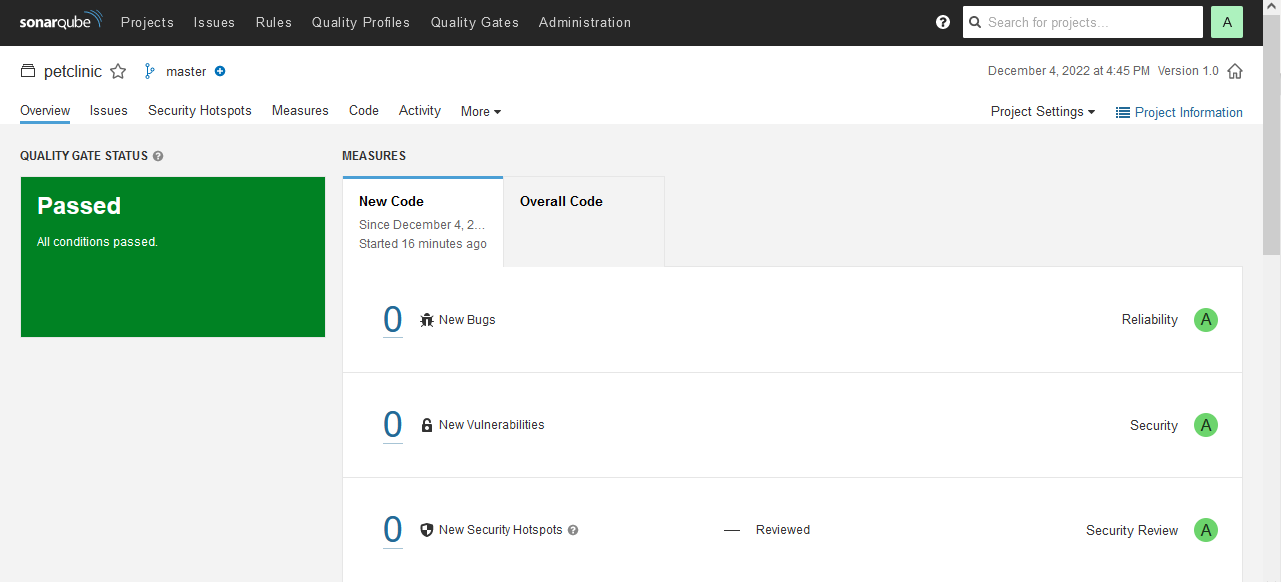 sonarqube Projects Issues Rules Quality Profiles Quality Gates Administration ? Search for projects... A
petclinic master December 4, 2022 at 4:45 PM Version 1.0
Overview Issues Security Hotspots Measures Code Activity More Project Settings Project Information
QUALITY GATE STATUS ? MEASURES
Passed
All conditions passed.
New Code Overall Code
Since December 4, 2...
Started 16 minutes ago
0 New Bugs Reliability A
0 New Vulnerabilities Security A
0 New Security Hotspots ? — Reviewed Security Review A